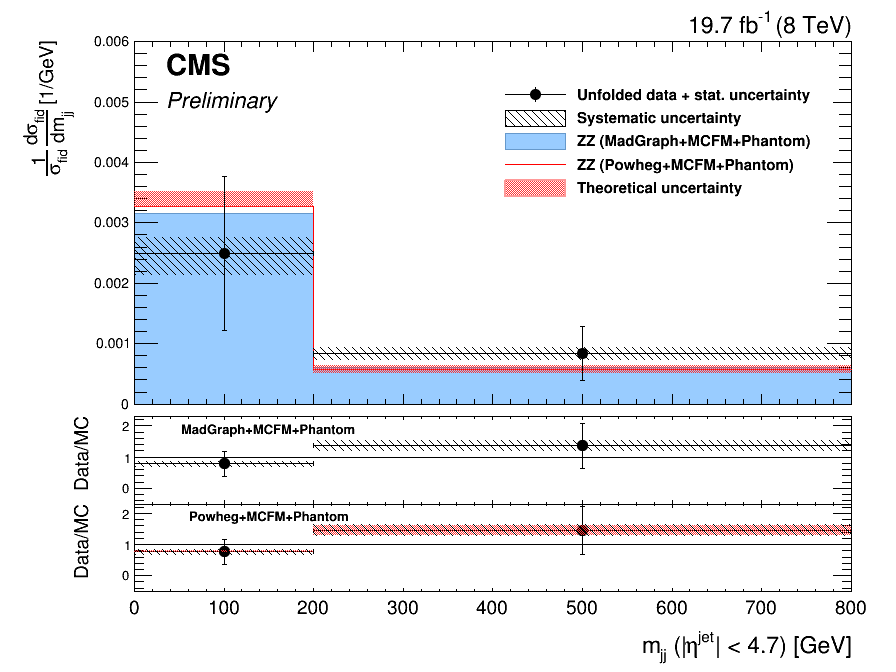 19.7 fb⁻¹ (8 TeV)
CMS
Preliminary
1/σfid dσfid/dmjj [1/GeV]
Unfolded data + stat. uncertainty
Systematic uncertainty
ZZ (MadGraph+MCFM+Phantom)
ZZ (Powheg+MCFM+Phantom)
Theoretical uncertainty
0.006
0.005
0.004
0.003
0.002
0.001
0
Data/MC
MadGraph+MCFM+Phantom
2
1
0
Data/MC
Powheg+MCFM+Phantom
2
1
0
0 100 200 300 400 500 600 700 800
mjj (|ηjet| < 4.7) [GeV]